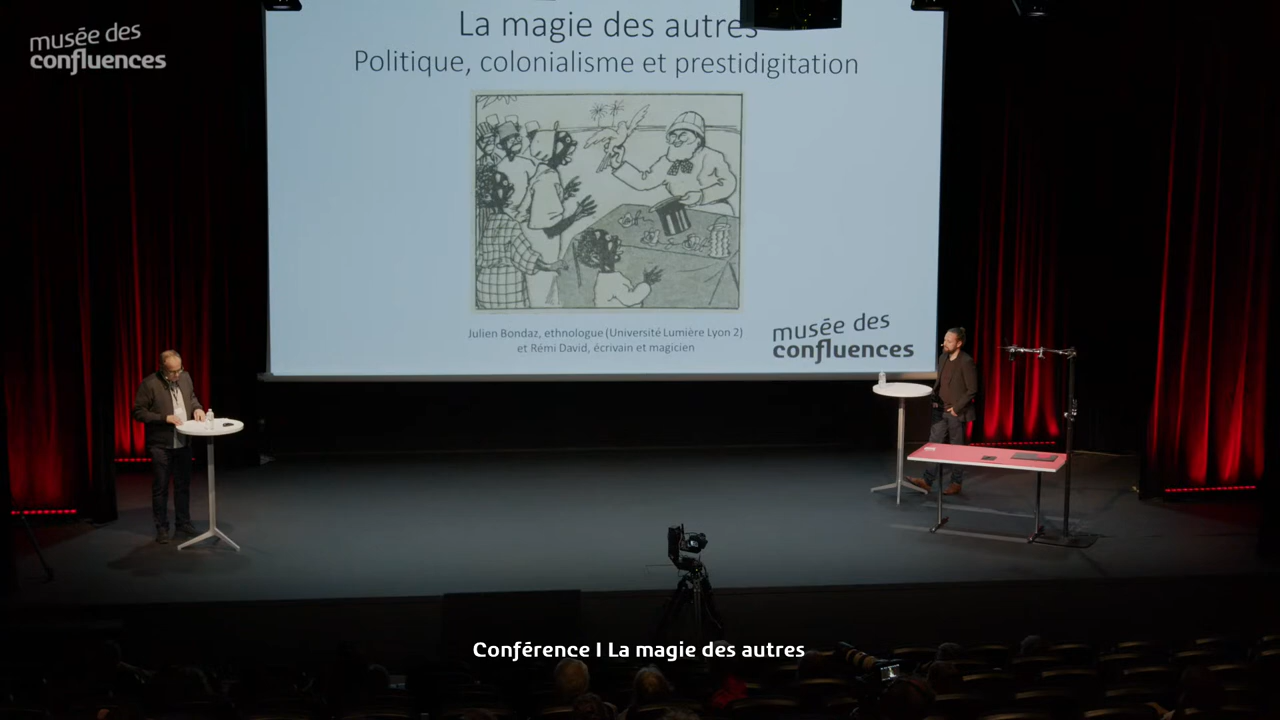 musée des
confluences
La magie des autres
Politique, colonialisme et prestidigitation
Julien Bondaz, ethnologue (Université Lumière Lyon 2)
et Rémi David, écrivain et magicien
musée des
confluences
Conférence I La magie des autres